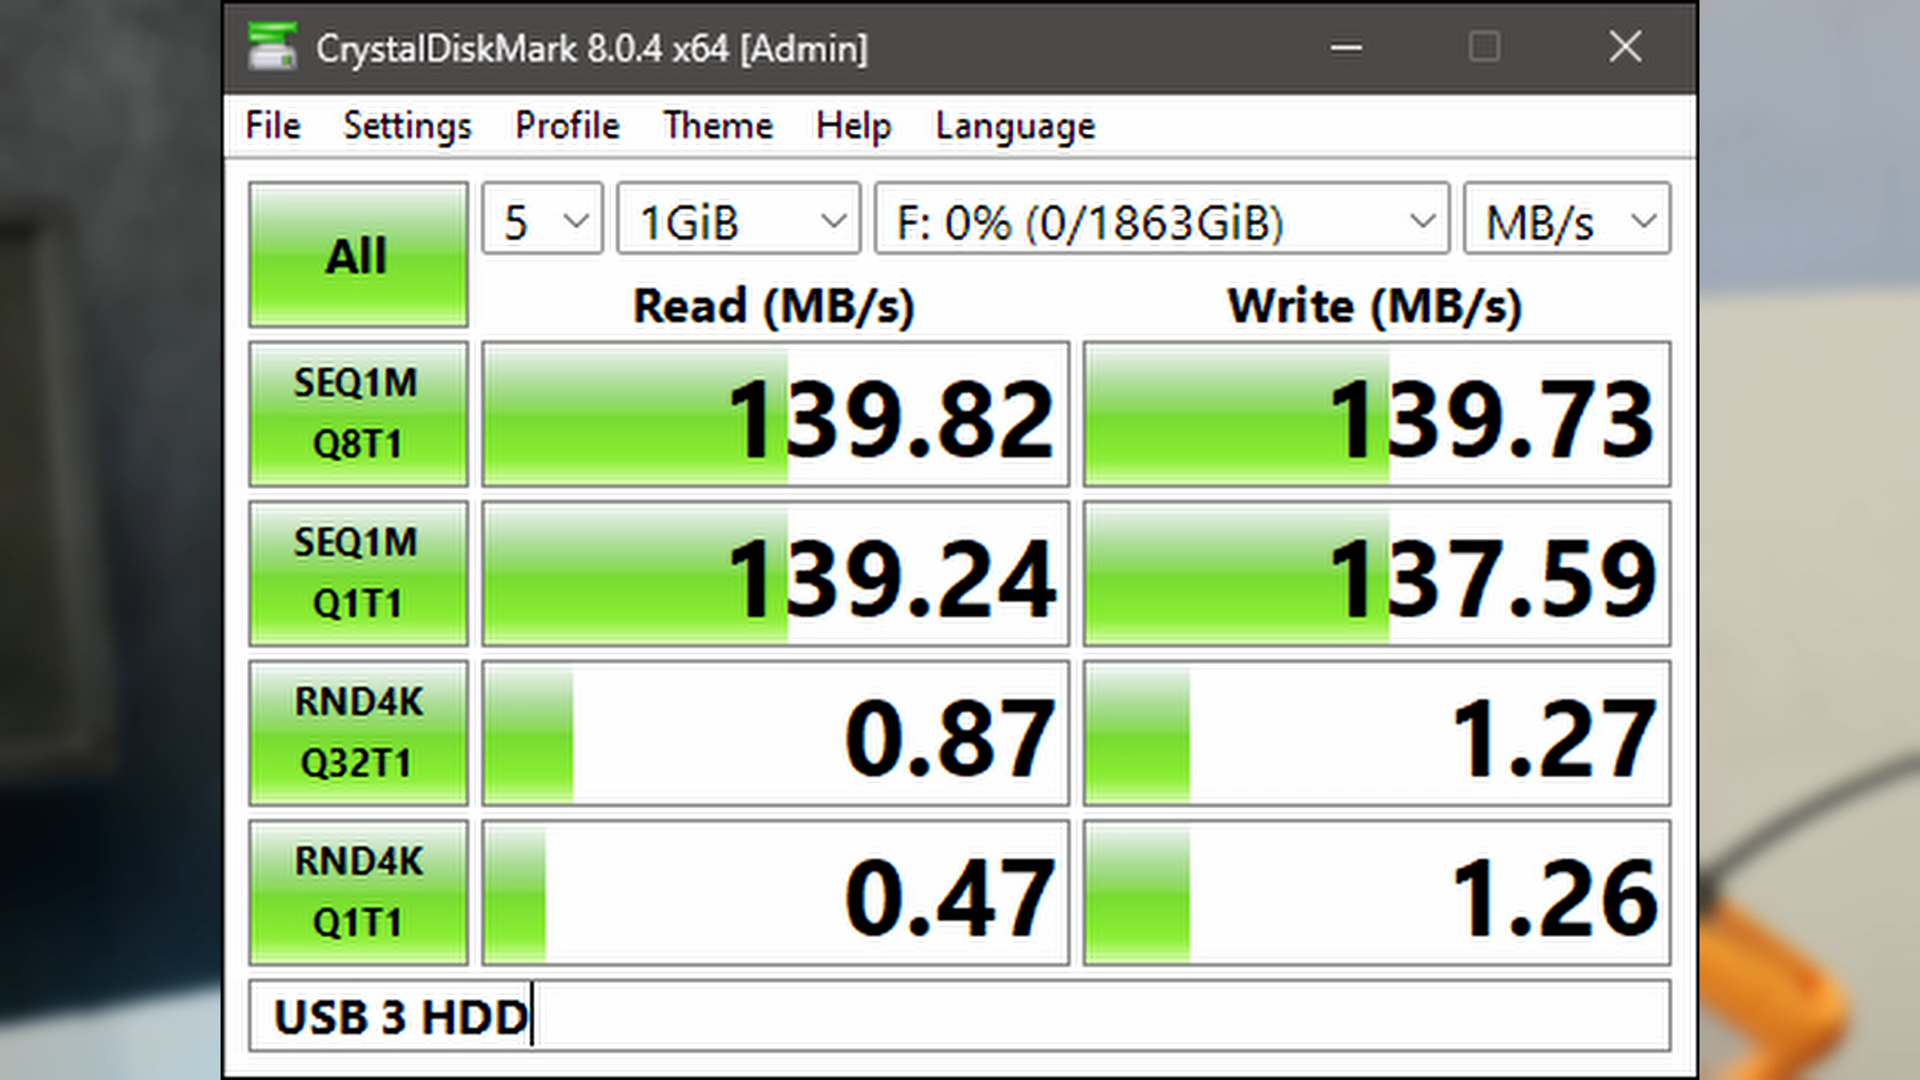 CrystalDiskMark 8.0.4 x64 [Admin]
File Settings Profile Theme Help Language
All 5 1GiB F: 0% (0/1863GiB) MB/s
Read (MB/s) Write (MB/s)
SEQ1M
Q8T1
139.82 139.73
SEQ1M
Q1T1
139.24 137.59
RND4K
Q32T1
0.87 1.27
RND4K
Q1T1
0.47 1.26
USB 3 HDD